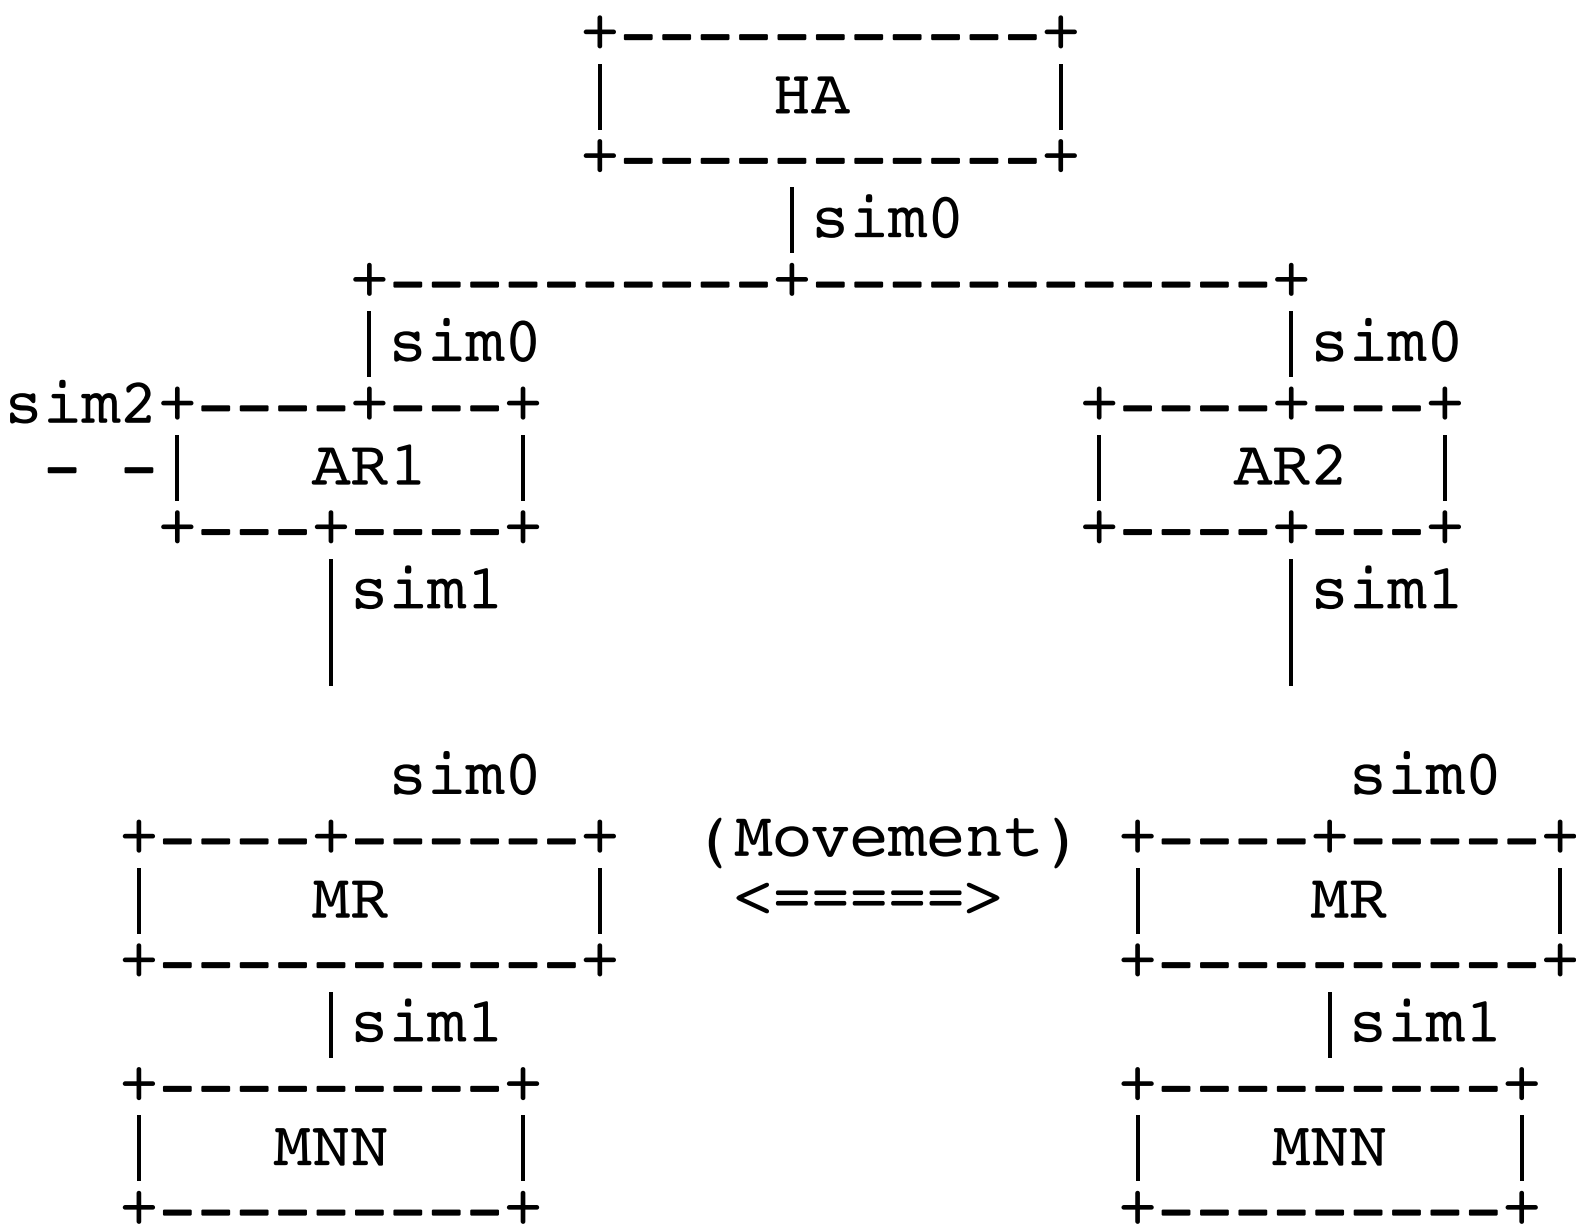 HA
sim0
sim0 sim0
sim2
AR1 AR2
sim1 sim1
sim0 sim0
(Movement)
MR <=====> MR
sim1 sim1
MNN MNN